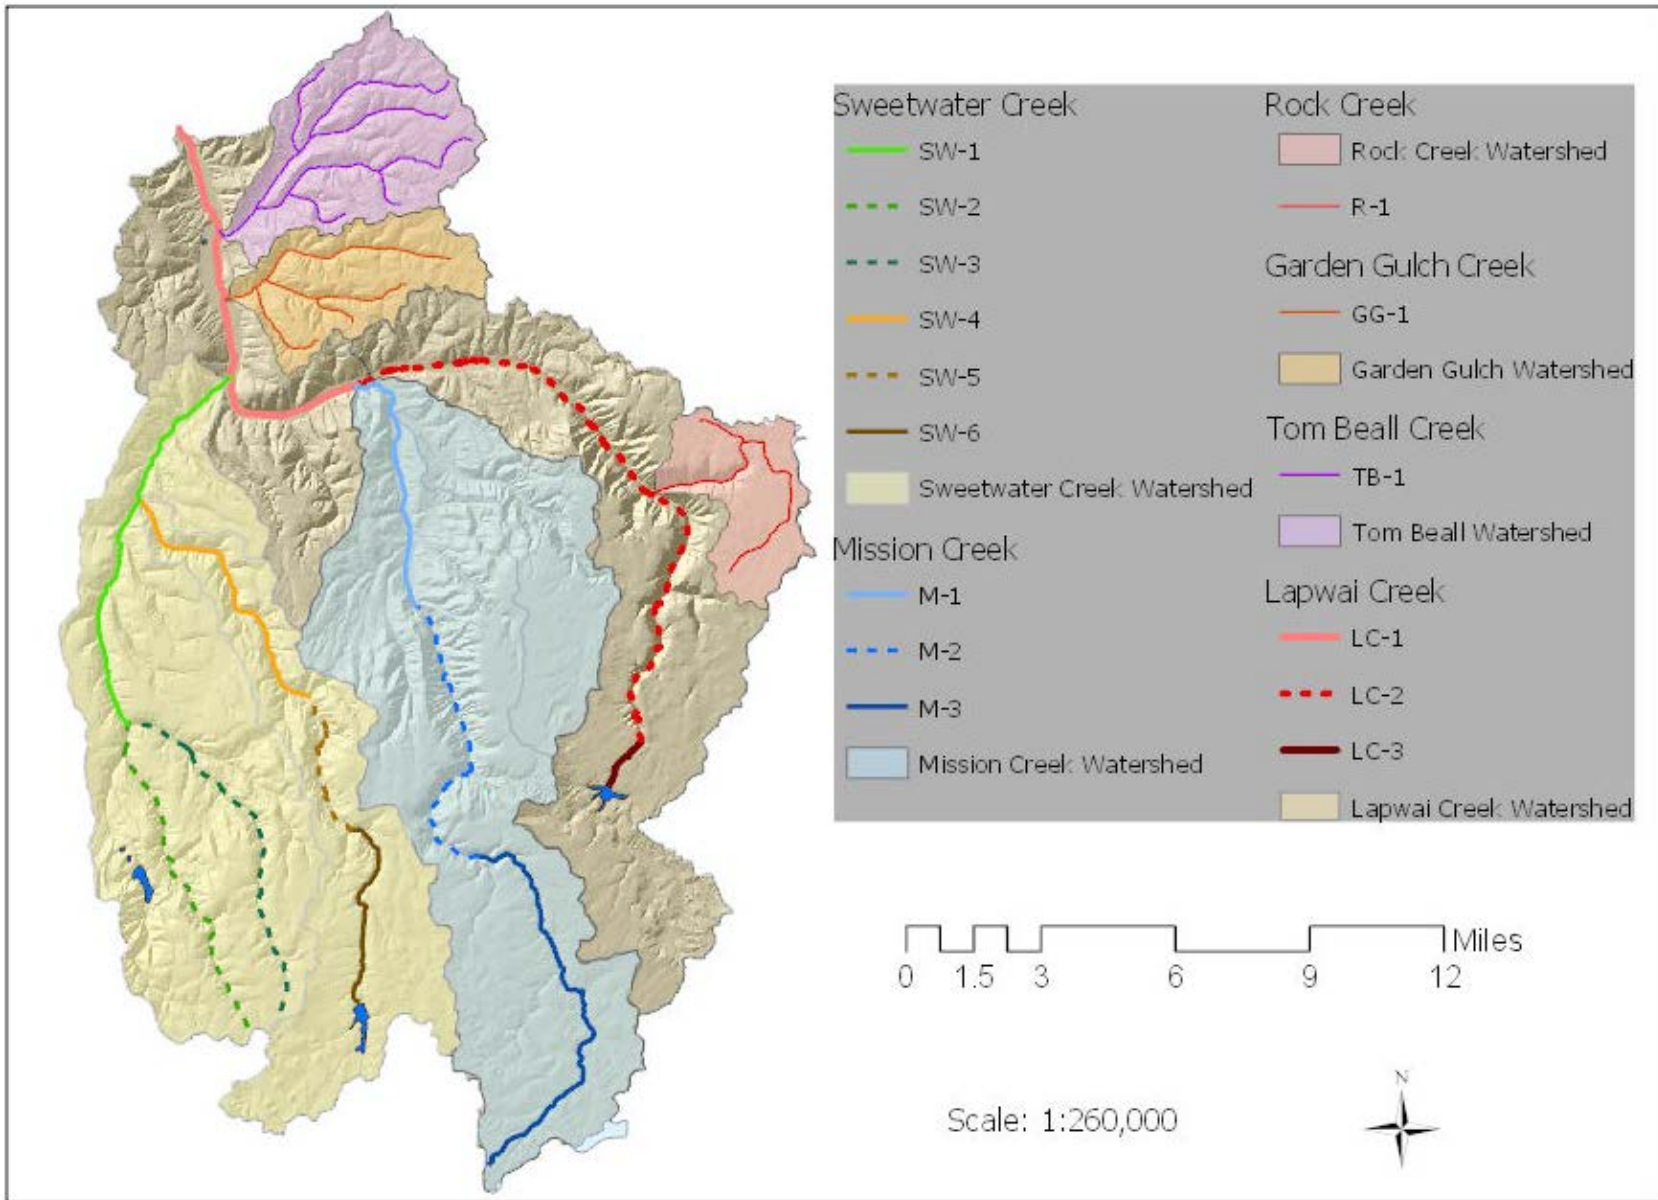 Sweetwater Creek
SW-1
SW-2
SW-3
SW-4
SW-5
SW-6
Sweetwater Creek Watershed
Mission Creek
M-1
M-2
M-3
Mission Creek Watershed
Rock Creek
Rock Creek Watershed
R-1
Garden Gulch Creek
GG-1
Garden Gulch Watershed
Tom Beall Creek
TB-1
Tom Beall Watershed
Lapwai Creek
LC-1
LC-2
LC-3
Lapwai Creek Watershed
Miles
0 1.5 3 6 9 12
N
Scale: 1:260,000